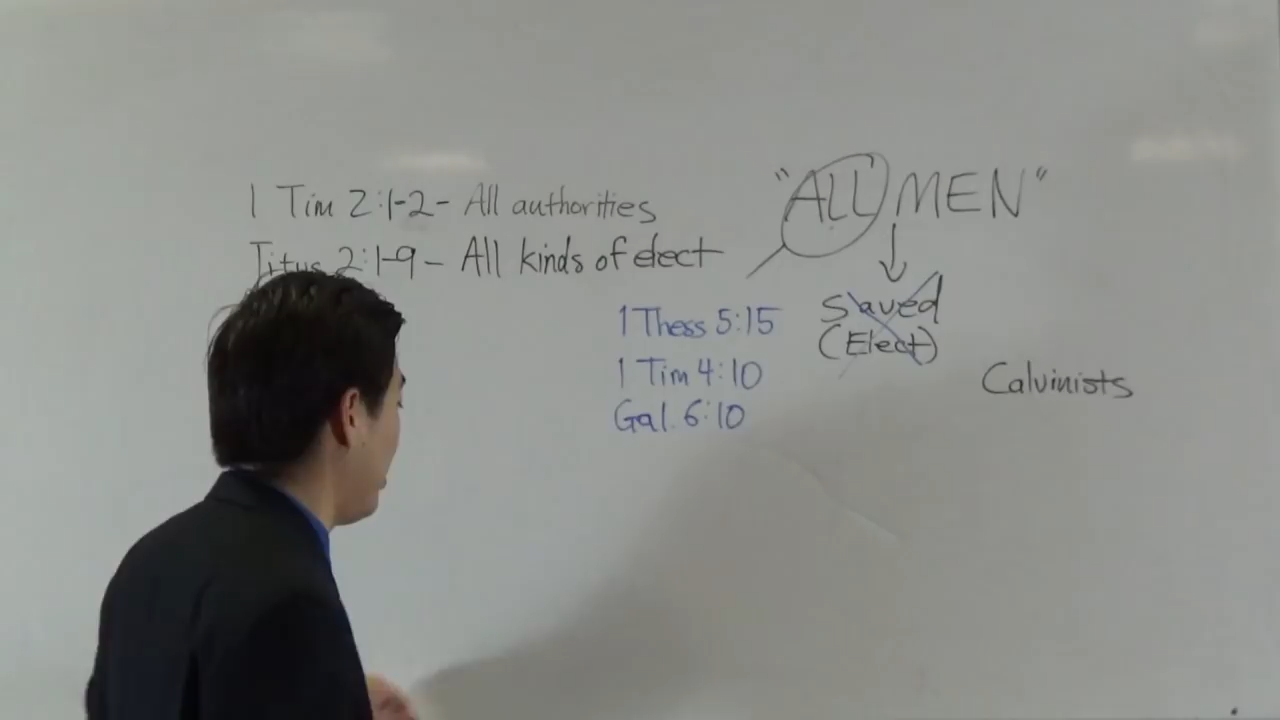 1 Tim 2:1-2- All authorities
Titus 2:1-9- All kinds of elect
"ALL MEN"
1 Thess 5:15
1 Tim 4:10
Gal. 6:10
Saved
(Elect)
Calvinists